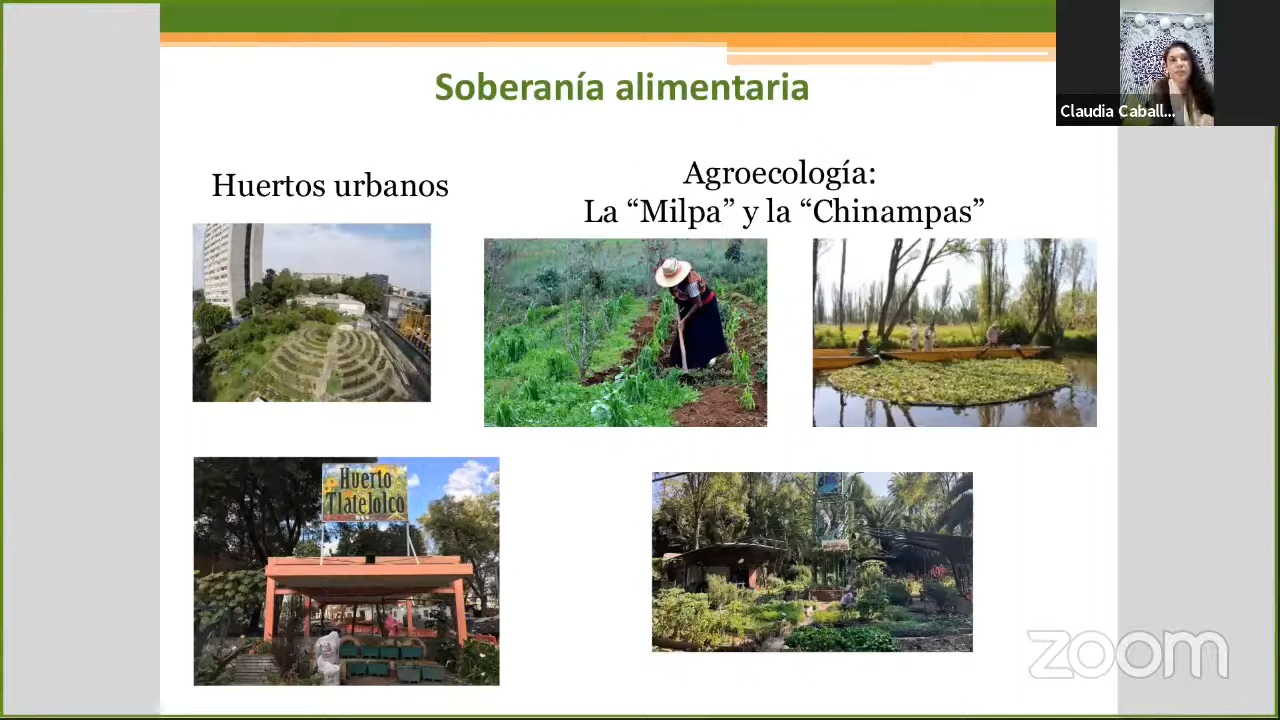 Soberanía alimentaria
Claudia Caball...
Huertos urbanos
Agroecología:
La “Milpa” y la “Chinampas”
Huerto
Tlatelolco
zoom